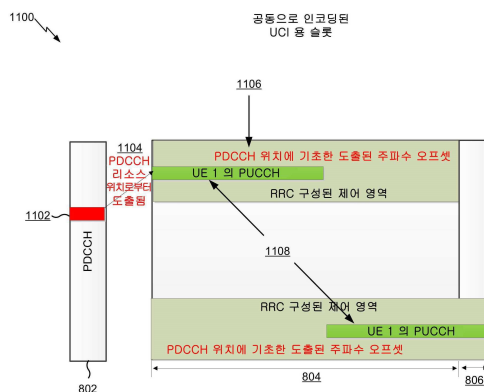 1100
공동으로 인코딩된
UCI 용 슬롯
1106
1104
PDCCH
리소스
위치로부터
도출됨
PDCCH 위치에 기초한 도출된 주파수 오프셋
UE 1 의 PUCCH
RRC 구성된 제어 영역
1102
PDCCH
1108
RRC 구성된 제어 영역
UE 1 의 PUCCH
PDCCH 위치에 기초한 도출된 주파수 오프셋
802
804
806